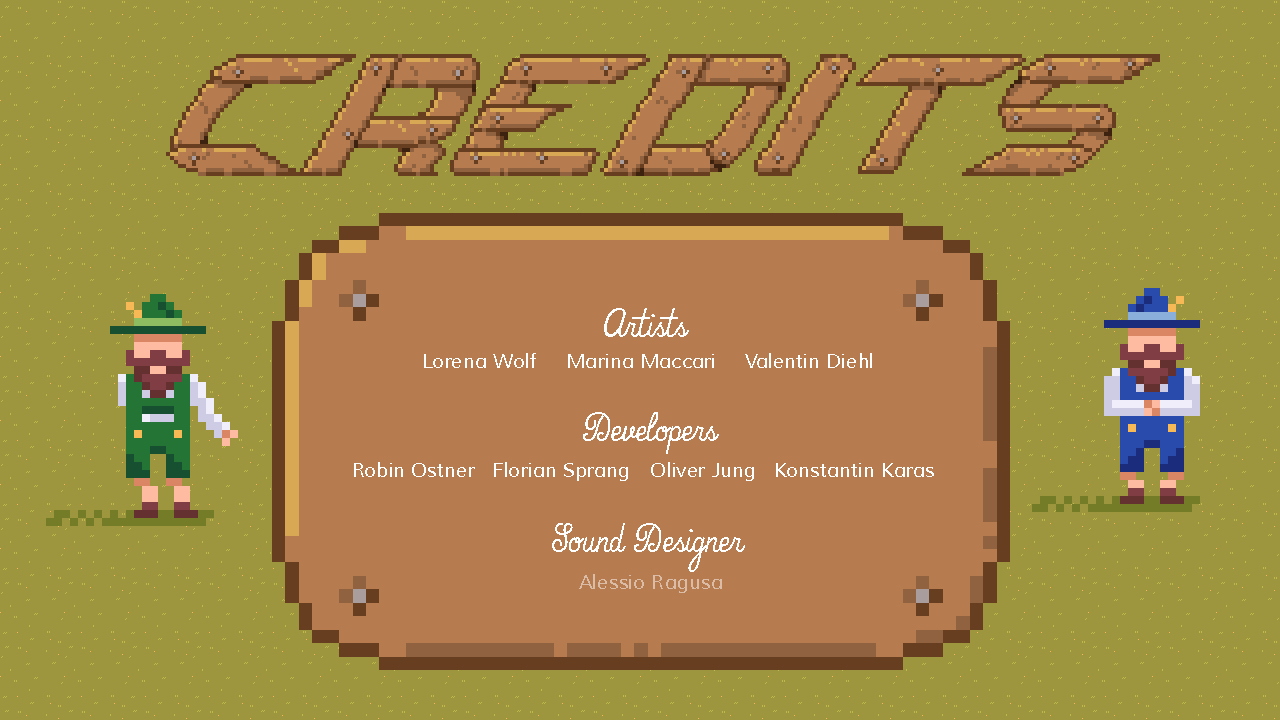 CREDITS
Artists
Lorena Wolf Marina Maccari Valentin Diehl
Developers
Robin Ostner Florian Sprang Oliver Jung Konstantin Karas
Sound Designer
Alessio Ragusa